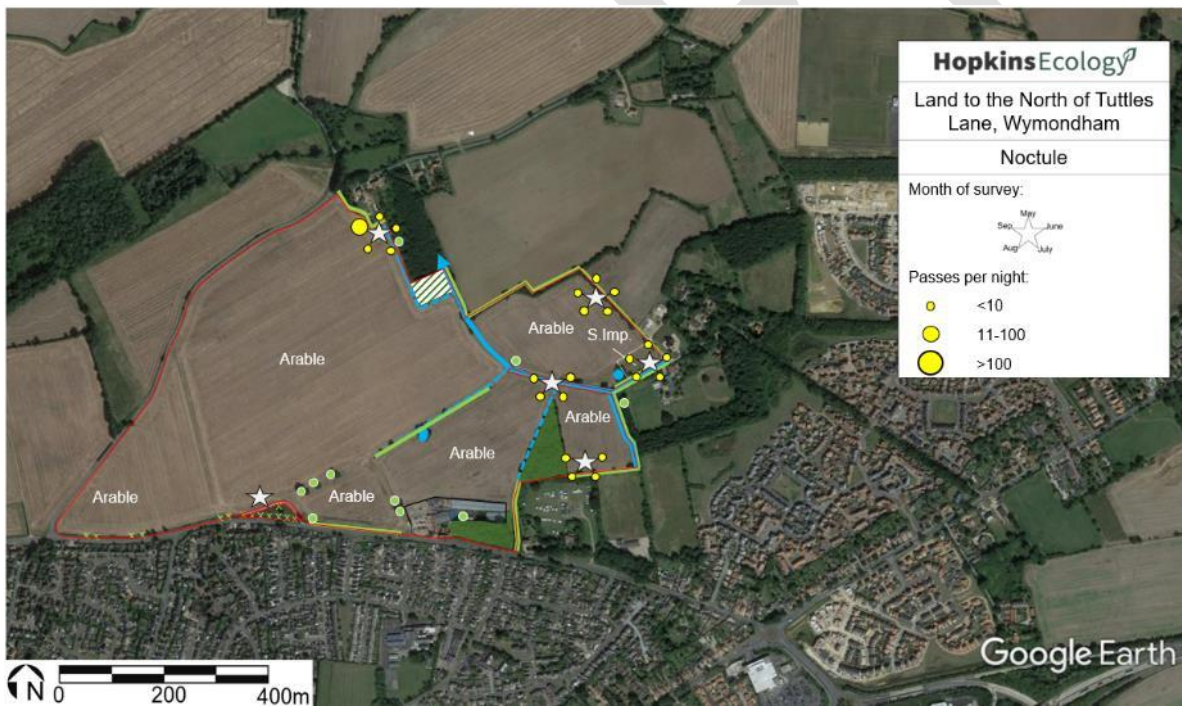 HopkinsEcology
Land to the North of Tuttles
Lane, Wymondham
Noctule
Month of survey:
May
Sep June
Aug July
Passes per night:
<10
11-100
>100
Arable
S.Imp.
Arable
Arable
Arable
Arable
Arable
Google Earth
N
0 200 400m